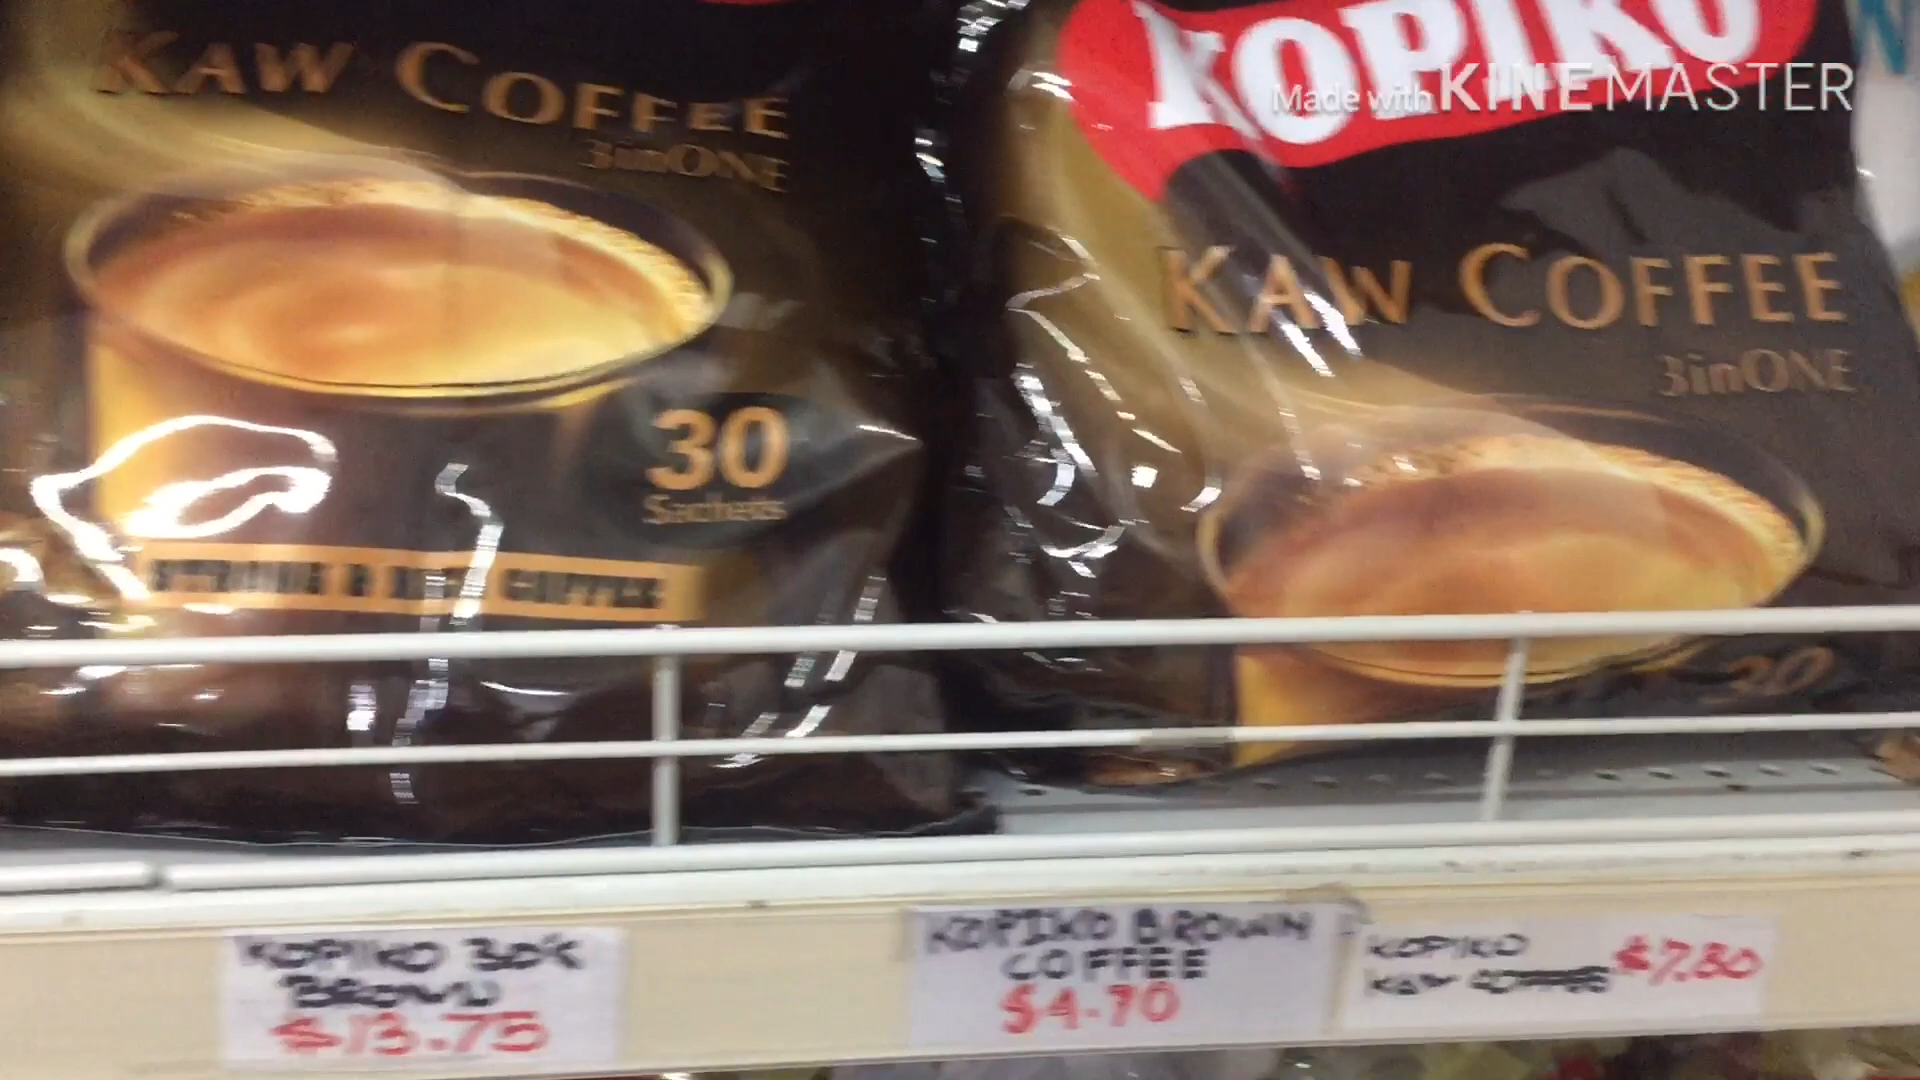 KAW COFFEE
3inONE
30
Sachets
KOPIKO
Made with KINEMASTER
KAW COFFEE
3inONE
30
KOPIKO 30'S
BROWN
$13.75
KOPIKO BROWN
COFFEE
$4.70
KOPIKO
KAW COFFEE
$7.80